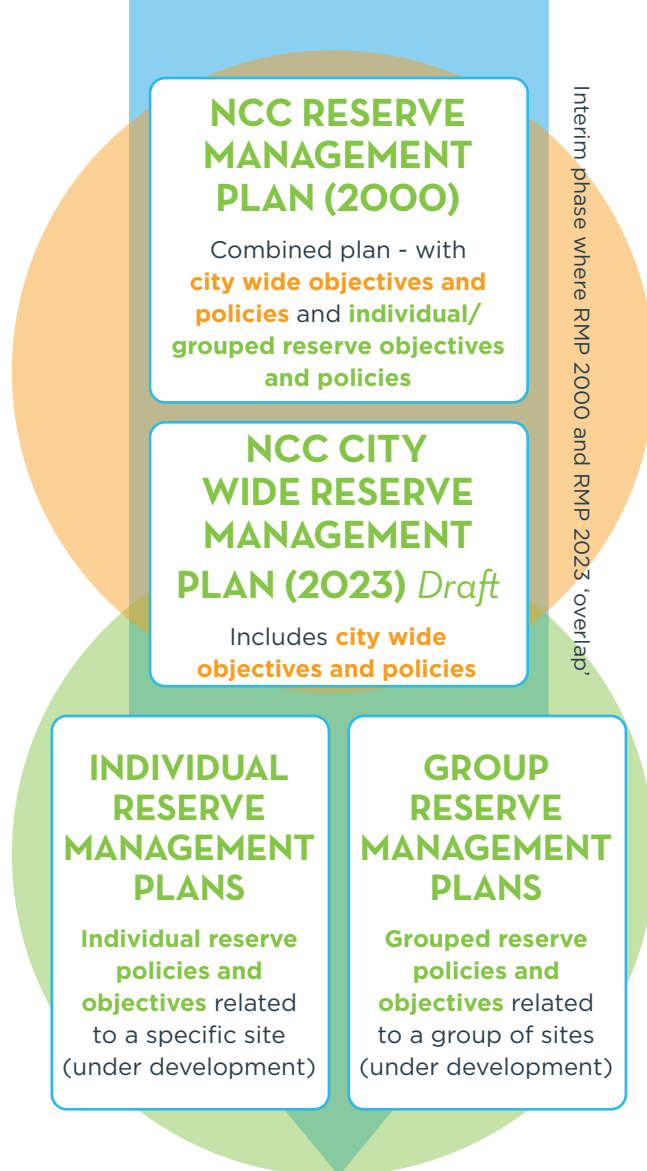 NCC RESERVE
MANAGEMENT
PLAN (2000)
Combined plan - with
city wide objectives and
policies and individual/
grouped reserve objectives
and policies
Interim phase where RMP 2000 and RMP 2023 ‘overlap’
NCC CITY
WIDE RESERVE
MANAGEMENT
PLAN (2023) Draft
Includes city wide
objectives and policies
INDIVIDUAL
RESERVE
MANAGEMENT
PLANS
Individual reserve
policies and
objectives related
to a specific site
(under development)
GROUP
RESERVE
MANAGEMENT
PLANS
Grouped reserve
policies and
objectives related
to a group of sites
(under development)